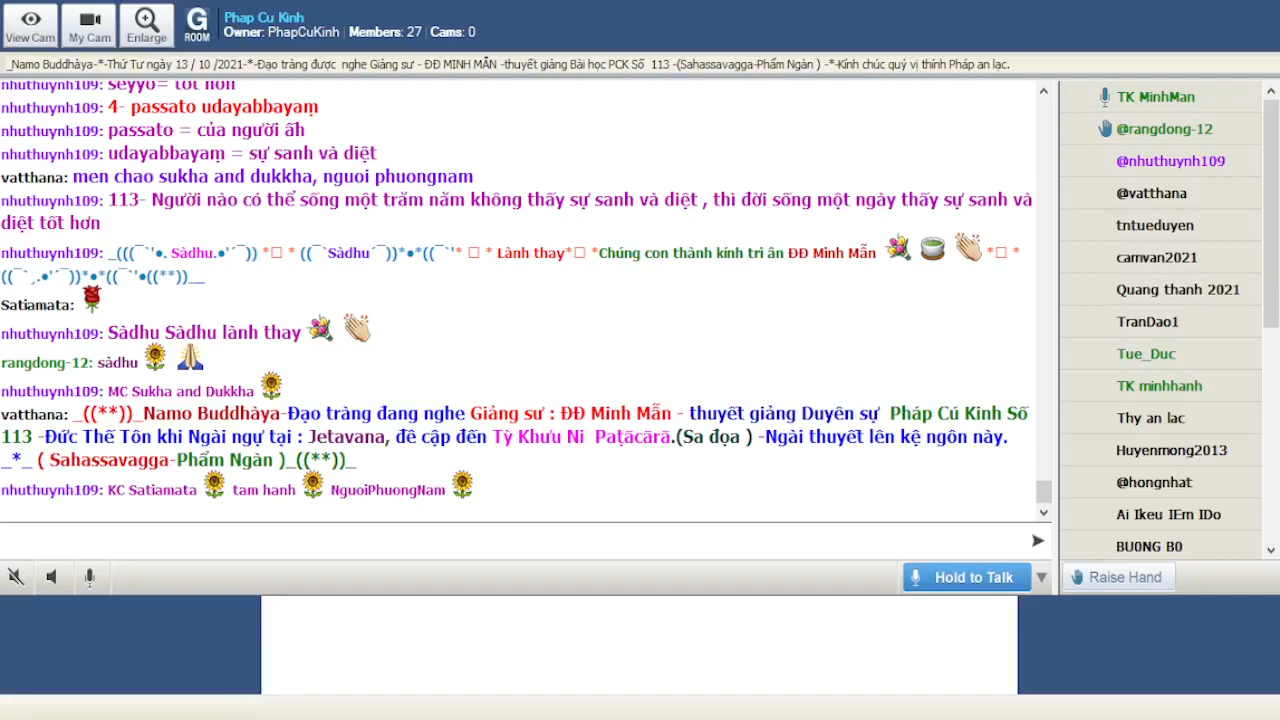 View Cam
My Cam
Enlarge
G ROOM
Phap Cu Kinh
Owner: PhapCuKinh | Members: 27 | Cams: 0
_Namo Buddhàya-*-Thứ Tư ngày 13 / 10 /2021-*-Đạo tràng được nghe Giảng sư - ĐĐ MINH MẪN -thuyết giảng Bài học PCK Số 113 -(Sahassavagga-Phẩm Ngàn ) -*-Kính chúc quý vị thính Pháp an lạc.
nhuthuynh109: seyyo= tốt hơn
nhuthuynh109: 4- passato udayabbayaṃ
nhuthuynh109: passato = của người ấh
nhuthuynh109: udayabbayaṃ = sự sanh và diệt
vatthana: men chao sukha and dukkha, nguoi phuongnam
nhuthuynh109: 113- Người nào có thể sống một trăm năm không thấy sự sanh và diệt , thì đời sống một ngày thấy sự sanh và
diệt tốt hơn
nhuthuynh109: _(((¯`'•. Sàdhu.•'´¯)) *□ * ((¯`Sàdhu´¯))*•*((¯`'* □ * Lành thay*□ *Chúng con thành kính tri ân ĐĐ Minh Mẫn *□ *
((¯`¸.•'´¯))*•*((¯`'•((**))__
Satiamata:
nhuthuynh109: Sàdhu Sàdhu lành thay
rangdong-12: sàdhu
nhuthuynh109: MC Sukha and Dukkha
vatthana: _((**))_Namo Buddhàya-Đạo tràng đang nghe Giảng sư : ĐĐ Minh Mẫn - thuyết giảng Duyên sự Pháp Cú Kinh Số
113 -Đức Thế Tôn khi Ngài ngự tại : Jetavana, đề cập đến Tỳ Khưu Ni Paṭācārā.(Sa đọa ) -Ngài thuyết lên kệ ngôn này.
_*_ ( Sahassavagga-Phẩm Ngàn )_((**))_
nhuthuynh109: KC Satiamata tam hanh NguoiPhuongNam
Hold to Talk
TK MinhMan
@rangdong-12
@nhuthuynh109
@vatthana
tntueduyen
camvan2021
Quang thanh 2021
TranDao1
Tue_Duc
TK minhhanh
Thy an lac
Huyenmong2013
@hongnhat
Ai Ikeu IEm IDo
BU0NG B0
Raise Hand